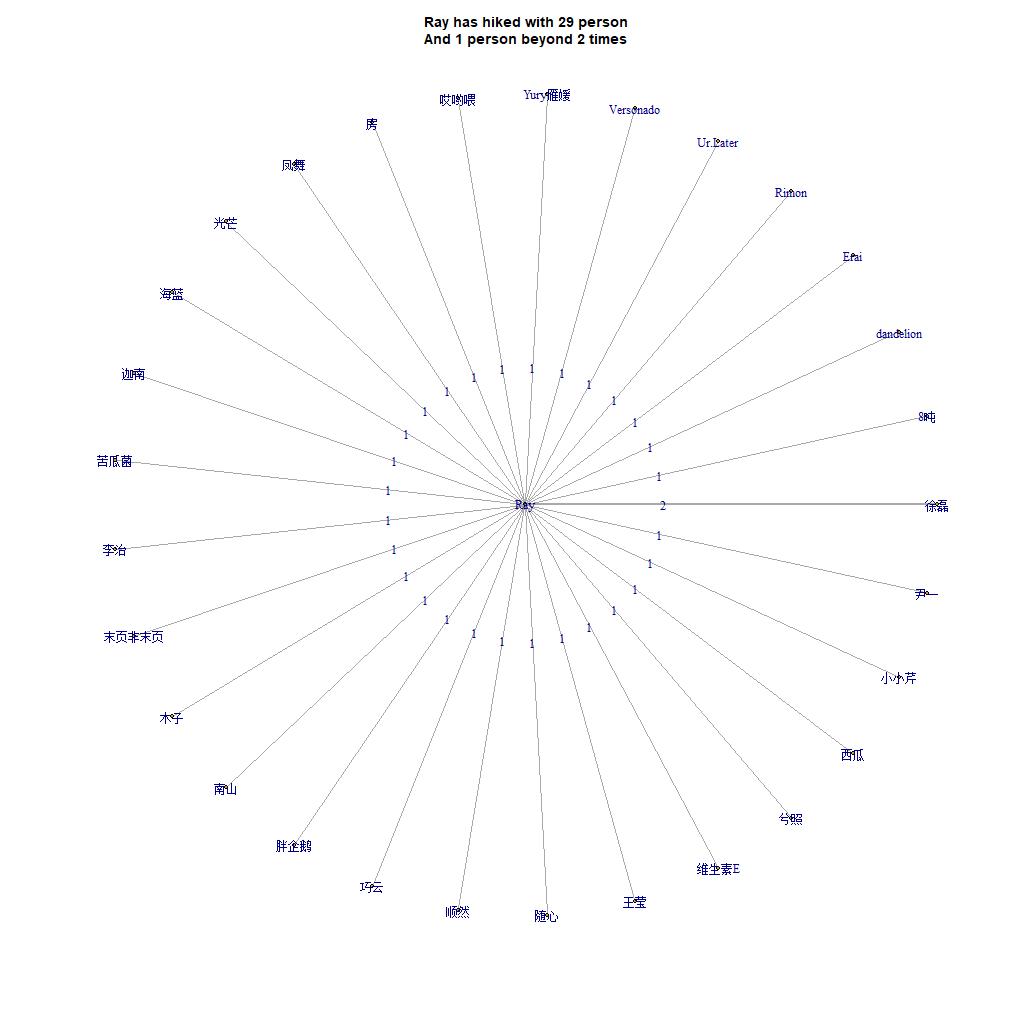 Ray has hiked with 29 person
And 1 person beyond 2 times
Yury雁媛
哎哟喂
Versonado
房
Ur.Later
凤舞
Rimon
光芒
Erai
海蓝
dandelion
迦南
1
1
1
1
1
1
1
1
1
1
1
1
8吨
苦瓜菌
1
1
1
Ray
2
徐磊
1
1
李治
1
1
尹一
1
1
1
1
1
1
1
1
1
1
1
末页非末页
小小芹
木子
西瓜
南山
兮照
胖企鹅
维生素E
巧云
王莹
顺然
随心